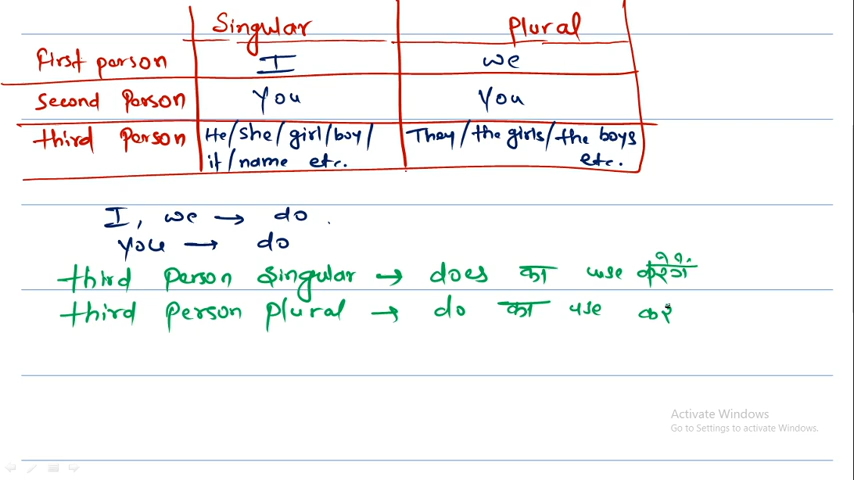 Singular Plural
First person I we
Second Person You You
third Person He/she/girl/boy/ They/the girls/the boys
it/name etc. etc.
I, we → do .
you → do
third Person Singular → does का use करेंगे
third Person plural → do का use कर
Activate Windows
Go to Settings to activate Windows.